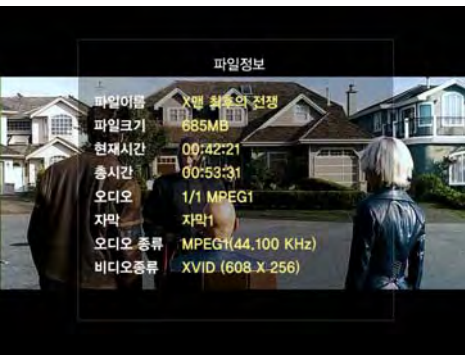 파일정보
파일이름 X맨 최후의 전쟁
파일크기 685MB
현재시간 00:42:21
총시간 00:53:31
오디오 1/1 MPEG1
자막 자막1
오디오 종류 MPEG1(44,100 KHz)
비디오종류 XVID (608 X 256)